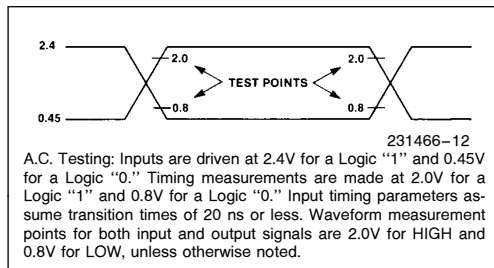 2.4
2.0
2.0
TEST POINTS
0.8
0.8
0.45
231466–12
A.C. Testing: Inputs are driven at 2.4V for a Logic ‘‘1’’ and 0.45V
for a Logic ‘‘0.’’ Timing measurements are made at 2.0V for a
Logic ‘‘1’’ and 0.8V for a Logic ‘‘0.’’ Input timing parameters as-
sume transition times of 20 ns or less. Waveform measurement
points for both input and output signals are 2.0V for HIGH and
0.8V for LOW, unless otherwise noted.